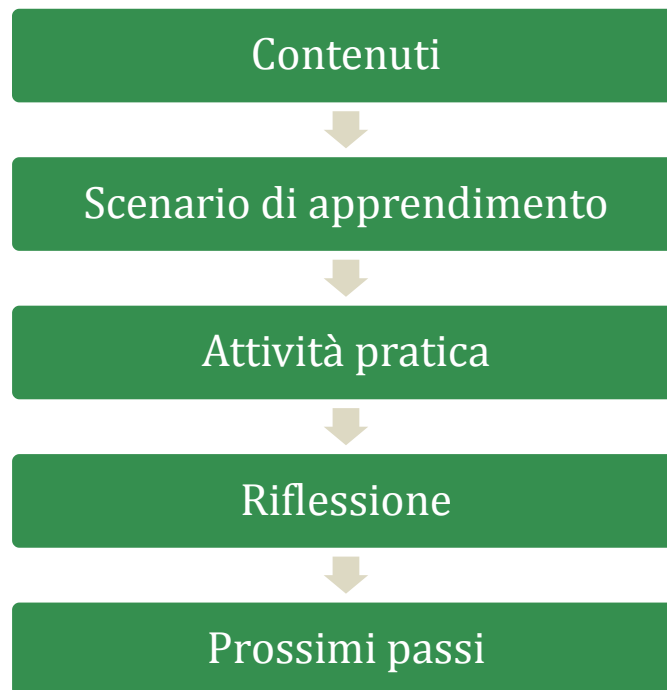 Contenuti
Scenario di apprendimento
Attività pratica
Riflessione
Prossimi passi